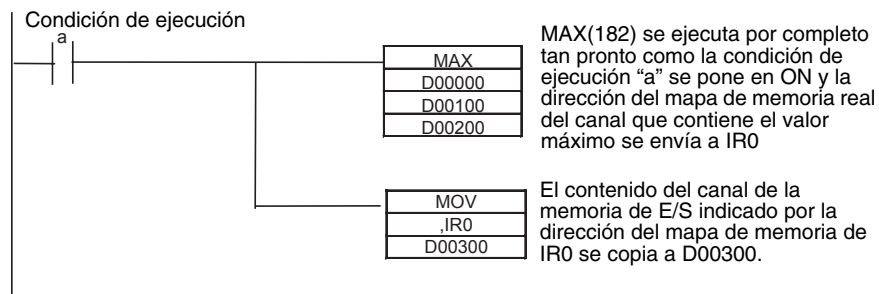 Condición de ejecución
a
MAX
D00000
D00100
D00200
MAX(182) se ejecuta por completo
tan pronto como la condición de
ejecución “a” se pone en ON y la
dirección del mapa de memoria real
del canal que contiene el valor
máximo se envía a IR0
MOV
,IR0
D00300
El contenido del canal de la
memoria de E/S indicado por la
dirección del mapa de memoria de
IR0 se copia a D00300.